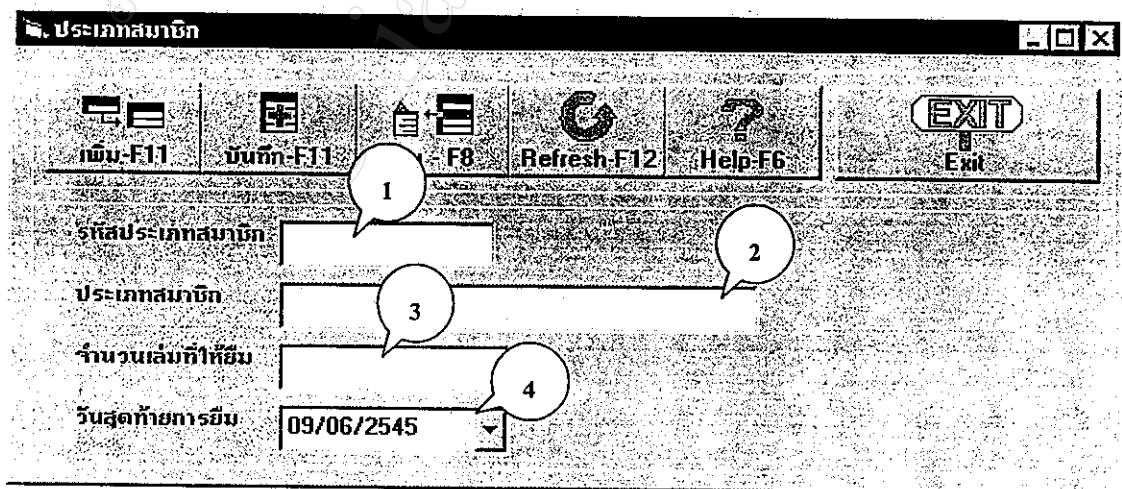 ประเภทสมาชิก
เพิ่ม-F11 บันทึก-F11 - F8 Refresh-F12 Help-F6 EXIT Exit
1
รหัสประเภทสมาชิก
2
ประเภทสมาชิก
3
จำนวนเล่มที่ให้ยืม
4
วันสุดท้ายการยืม 09/06/2545